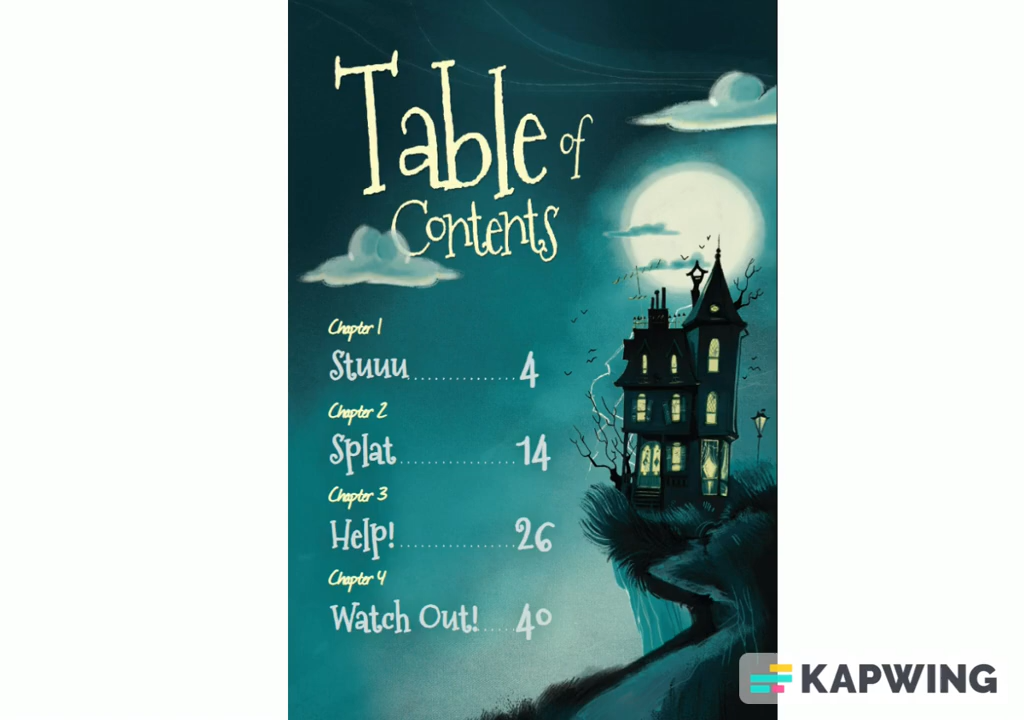 Table of
Contents
Chapter 1
Stuuu..................4
Chapter 2
Splat..................14
Chapter 3
Help!..................26
Chapter 4
Watch Out!.....40
KAPWING